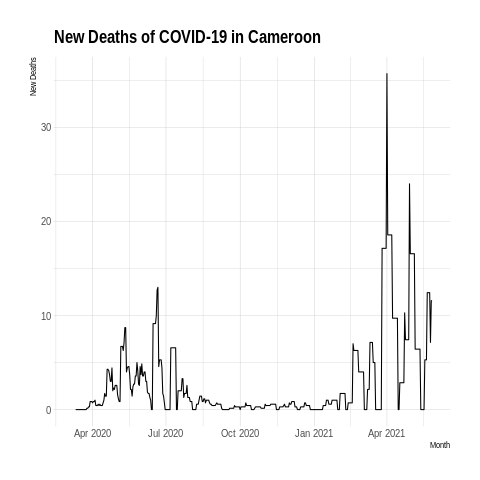 New Deaths of COVID-19 in Cameroon
New Deaths
30
20
10
0
Apr 2020 Jul 2020 Oct 2020 Jan 2021 Apr 2021
Month